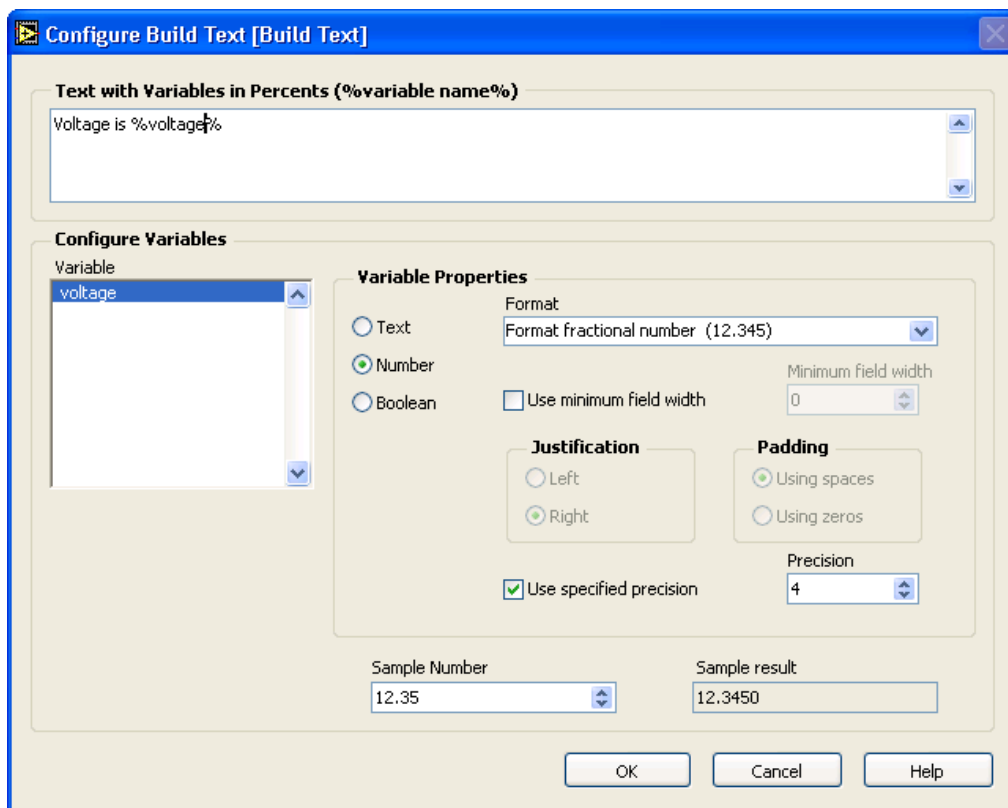 Configure Build Text [Build Text]
Text with Variables in Percents (%variable name%)
Voltage is %voltage%
Configure Variables
Variable
voltage
Variable Properties
Text
Number
Boolean
Format
Format fractional number (12.345)
Use minimum field width
Minimum field width
0
Justification
Left
Right
Padding
Using spaces
Using zeros
Use specified precision
Precision
4
Sample Number
12.35
Sample result
12.3450
OK
Cancel
Help